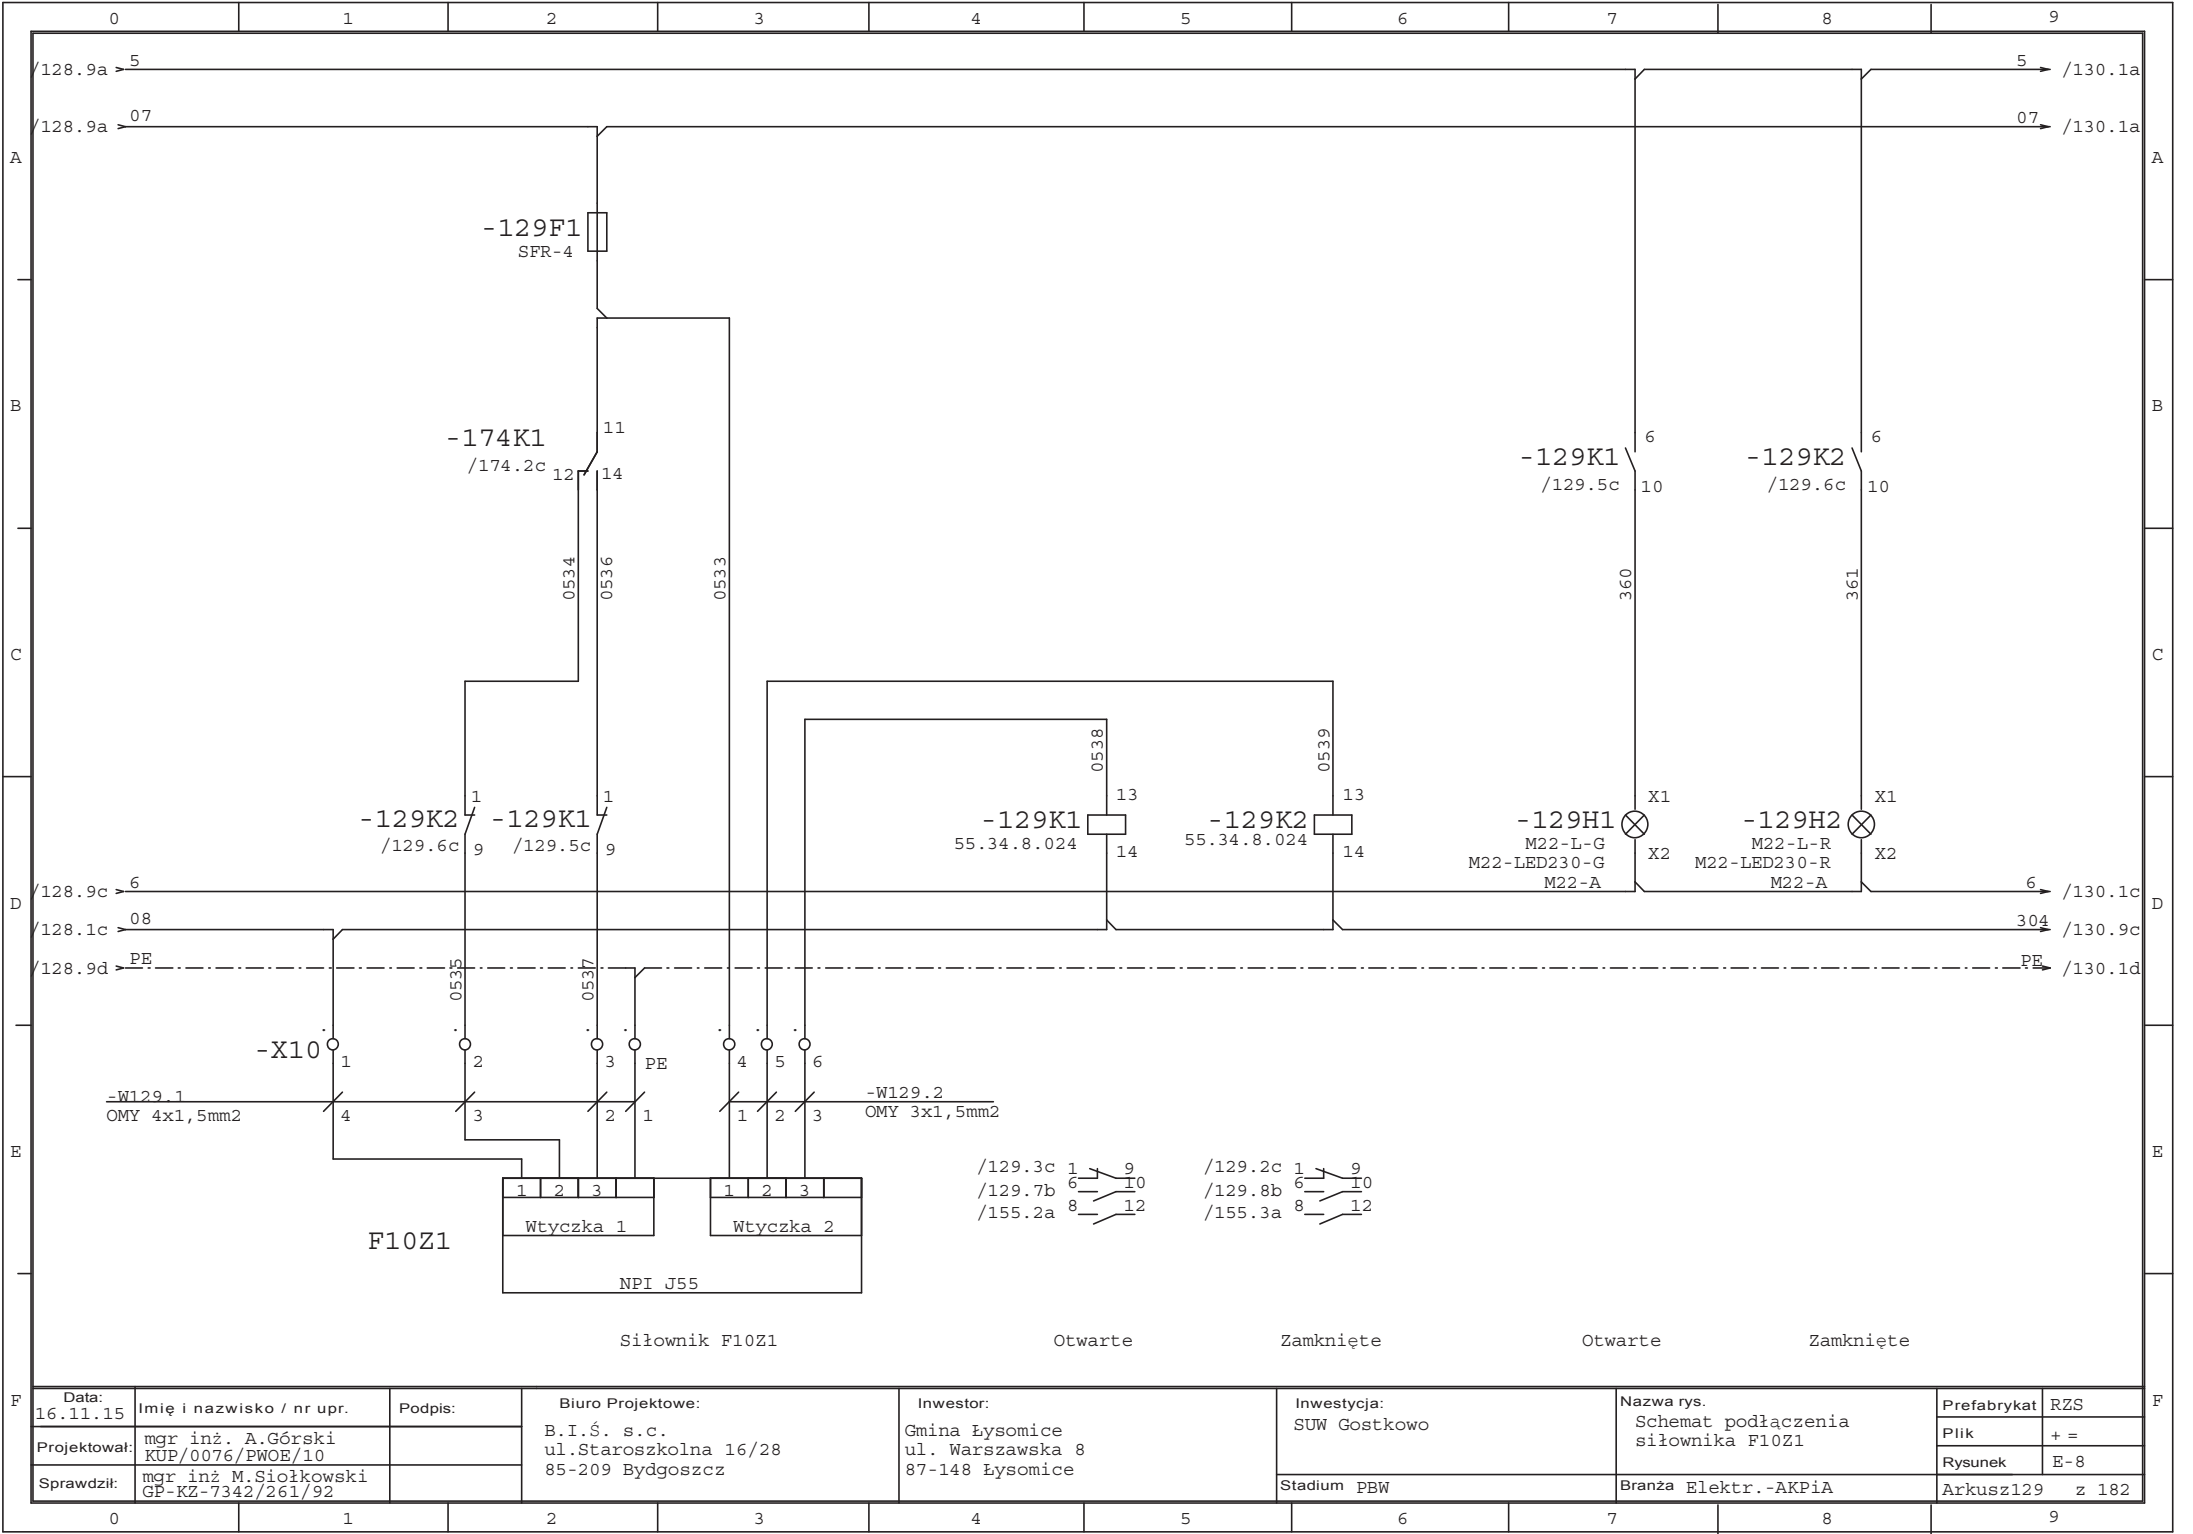 0 1 2 3 4 5 6 7 8 9
/128.9a 5 5 /130.1a
/128.9a 07 07 /130.1a
A A
-129F1
SFR-4
B B
-174K1 11
/174.2c 12 14
-129K1 6
/129.5c 10
-129K2 6
/129.6c 10
0534 0536 0533 360 361
C C
0538 0539
-129K2 1
/129.6c 9
-129K1 1
/129.5c 9
-129K1 13
55.34.8.024
14
-129K2 13
55.34.8.024
14
-129H1 X1
M22-L-G
M22-LED230-G X2
M22-A
-129H2 X1
M22-L-R
M22-LED230-R X2
M22-A
/128.9c 6 6 /130.1c
D D
/128.1c 08 304 /130.9c
/128.9d PE PE /130.1d
0535 0537
-X10 1 2 3 PE 4 5 6
-W129.1
OMY 4x1,5mm2
4 3 2 1 1 2 3
-W129.2
OMY 3x1,5mm2
E E
/129.3c 1 9
/129.7b 6 10
/155.2a 8 12
/129.2c 1 9
/129.8b 6 10
/155.3a 8 12
1 2 3 1 2 3
Wtyczka 1 Wtyczka 2
F10Z1
NPI J55
Siłownik F10Z1 Otwarte Zamknięte Otwarte Zamknięte
F F
Data:
16.11.15
Imię i nazwisko / nr upr.
Podpis:
Projektował:
mgr inż. A.Górski
KUP/0076/PWOE/10
Sprawdził:
mgr inż M.Siołkowski
GP-KZ-7342/261/92
Biuro Projektowe:
B.I.Ś. s.c.
ul.Staroszkolna 16/28
85-209 Bydgoszcz
Inwestor:
Gmina Łysomice
ul. Warszawska 8
87-148 Łysomice
Inwestycja:
SUW Gostkowo
Stadium PBW
Nazwa rys.
Schemat podłączenia
siłownika F10Z1
Branża Elektr.-AKPiA
Prefabrykat RZS
Plik + =
Rysunek E-8
Arkusz129 z 182
0 1 2 3 4 5 6 7 8 9